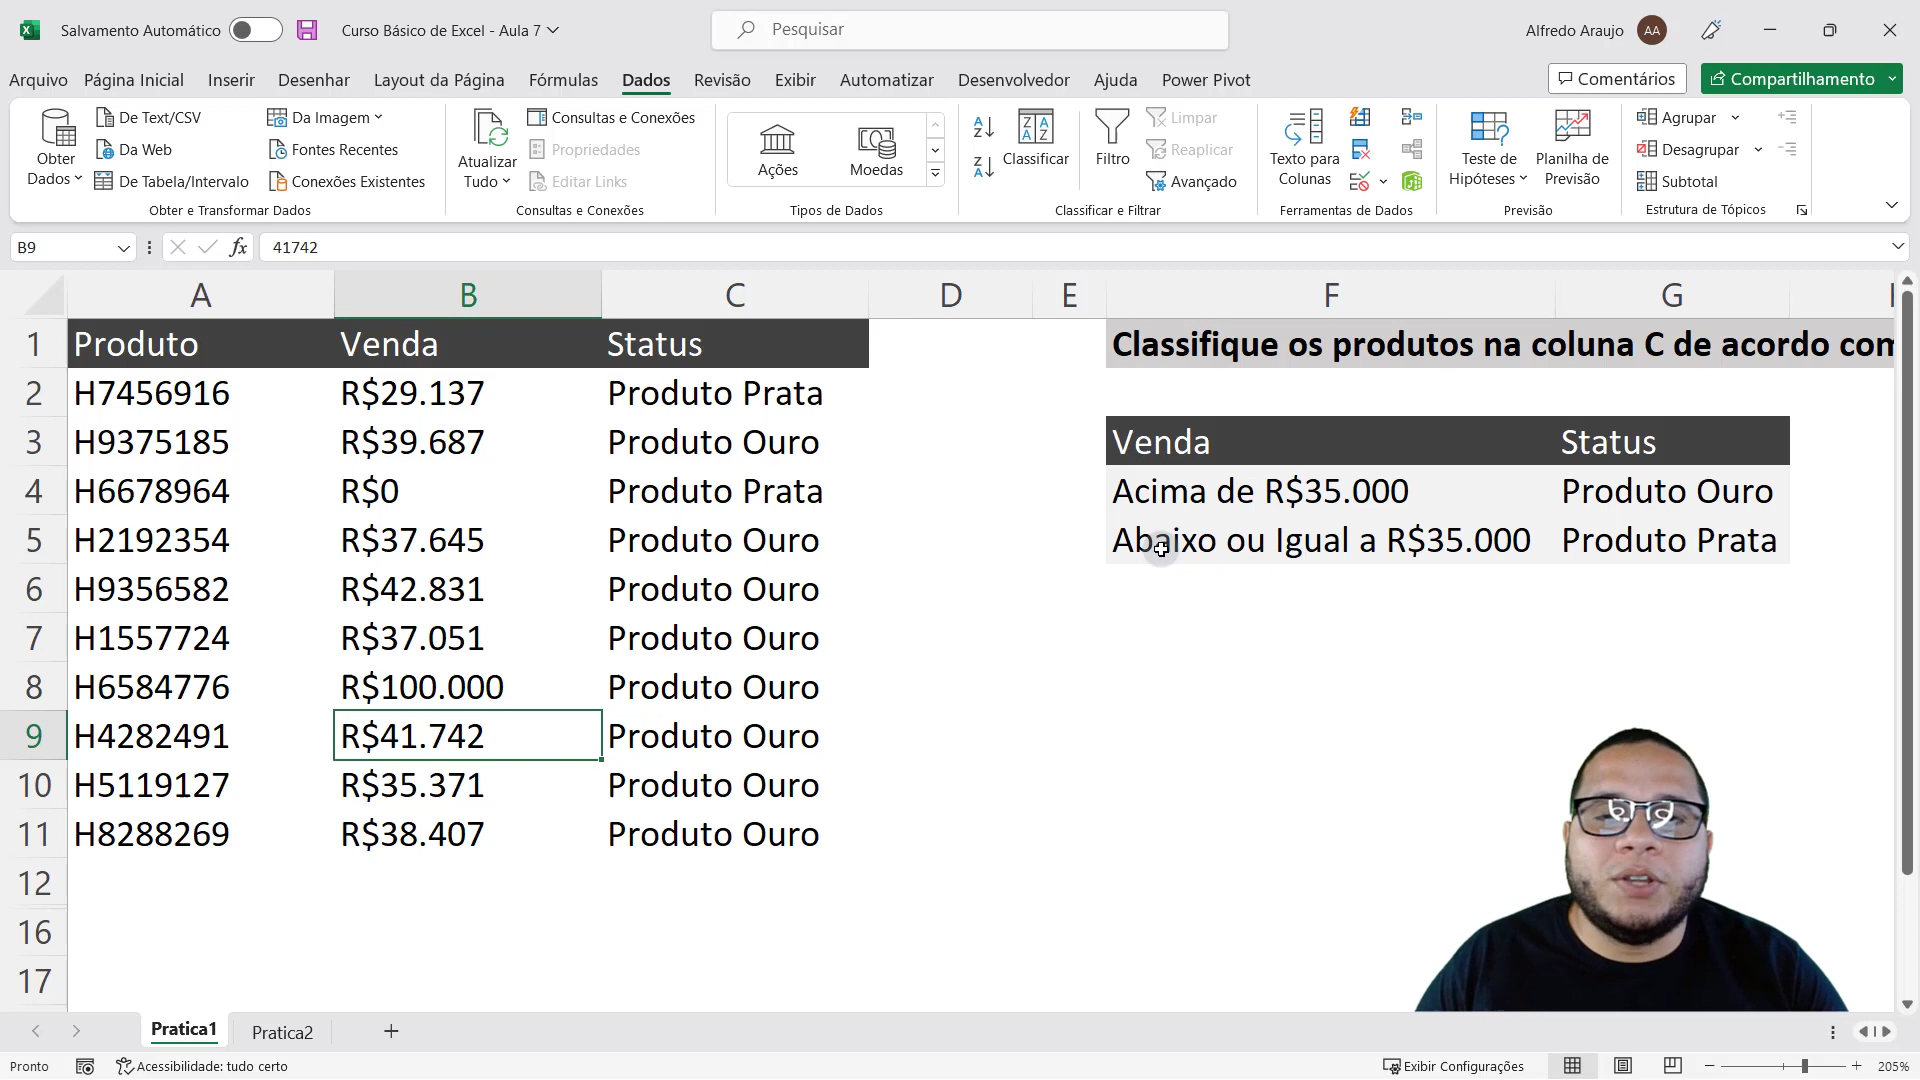 Salvamento Automático
Curso Básico de Excel - Aula 7
Pesquisar
Alfredo Araujo
AA
Arquivo Página Inicial Inserir Desenhar Layout da Página Fórmulas Dados Revisão Exibir Automatizar Desenvolvedor Ajuda Power Pivot
Comentários
Compartilhamento
Obter Dados
De Text/CSV
Da Web
De Tabela/Intervalo
Da Imagem
Fontes Recentes
Conexões Existentes
Obter e Transformar Dados
Atualizar Tudo
Consultas e Conexões
Propriedades
Editar Links
Consultas e Conexões
Ações
Moedas
Tipos de Dados
Classificar
Filtro
Limpar
Reaplicar
Avançado
Classificar e Filtrar
Texto para Colunas
Ferramentas de Dados
Teste de Hipóteses
Planilha de Previsão
Previsão
Agrupar
Desagrupar
Subtotal
Estrutura de Tópicos
B9
fx
41742
A B C D E F G
1 Produto Venda Status Classifique os produtos na coluna C de acordo com
2 H7456916 R$29.137 Produto Prata
3 H9375185 R$39.687 Produto Ouro Venda Status
4 H6678964 R$0 Produto Prata Acima de R$35.000 Produto Ouro
5 H2192354 R$37.645 Produto Ouro Abaixo ou Igual a R$35.000 Produto Prata
6 H9356582 R$42.831 Produto Ouro
7 H1557724 R$37.051 Produto Ouro
8 H6584776 R$100.000 Produto Ouro
9 H4282491 R$41.742 Produto Ouro
10 H5119127 R$35.371 Produto Ouro
11 H8288269 R$38.407 Produto Ouro
12
16
17
Pratica1 Pratica2
Pronto
Acessibilidade: tudo certo
Exibir Configurações
205%